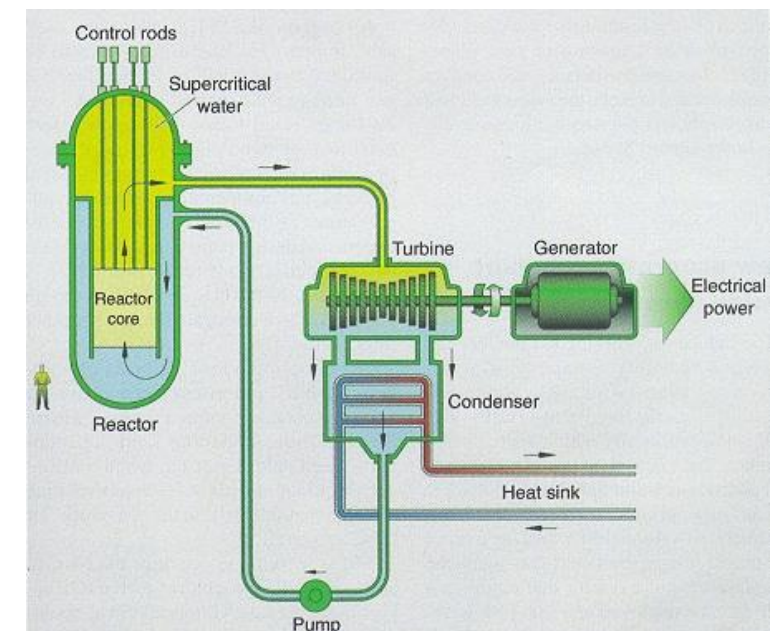 Control rods
Supercritical
water
Turbine
Generator
Electrical
power
Reactor
core
Reactor
Condenser
Heat sink
Pump